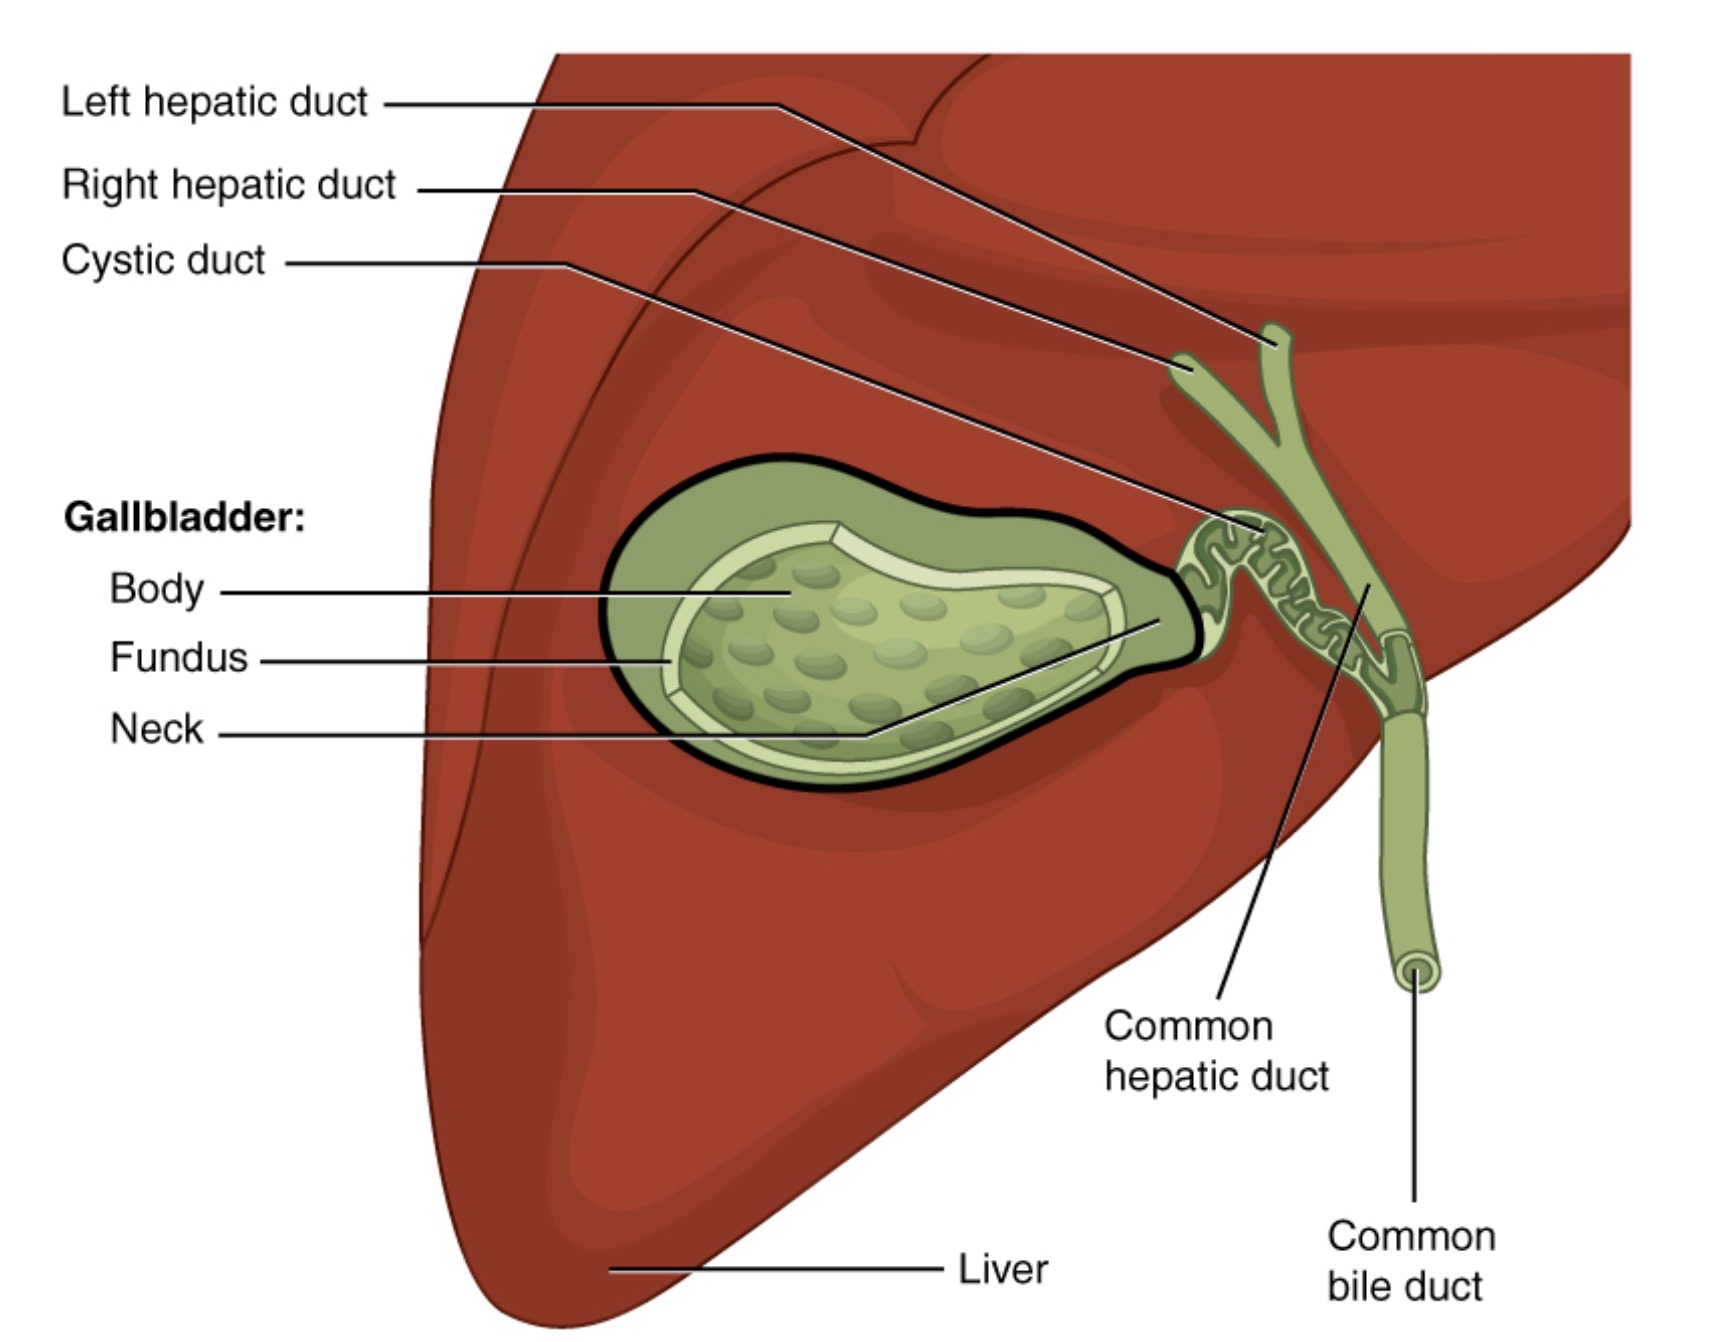 Left hepatic duct
Right hepatic duct
Cystic duct
Gallbladder:
Body
Fundus
Neck
Common
hepatic duct
Common
bile duct
Liver